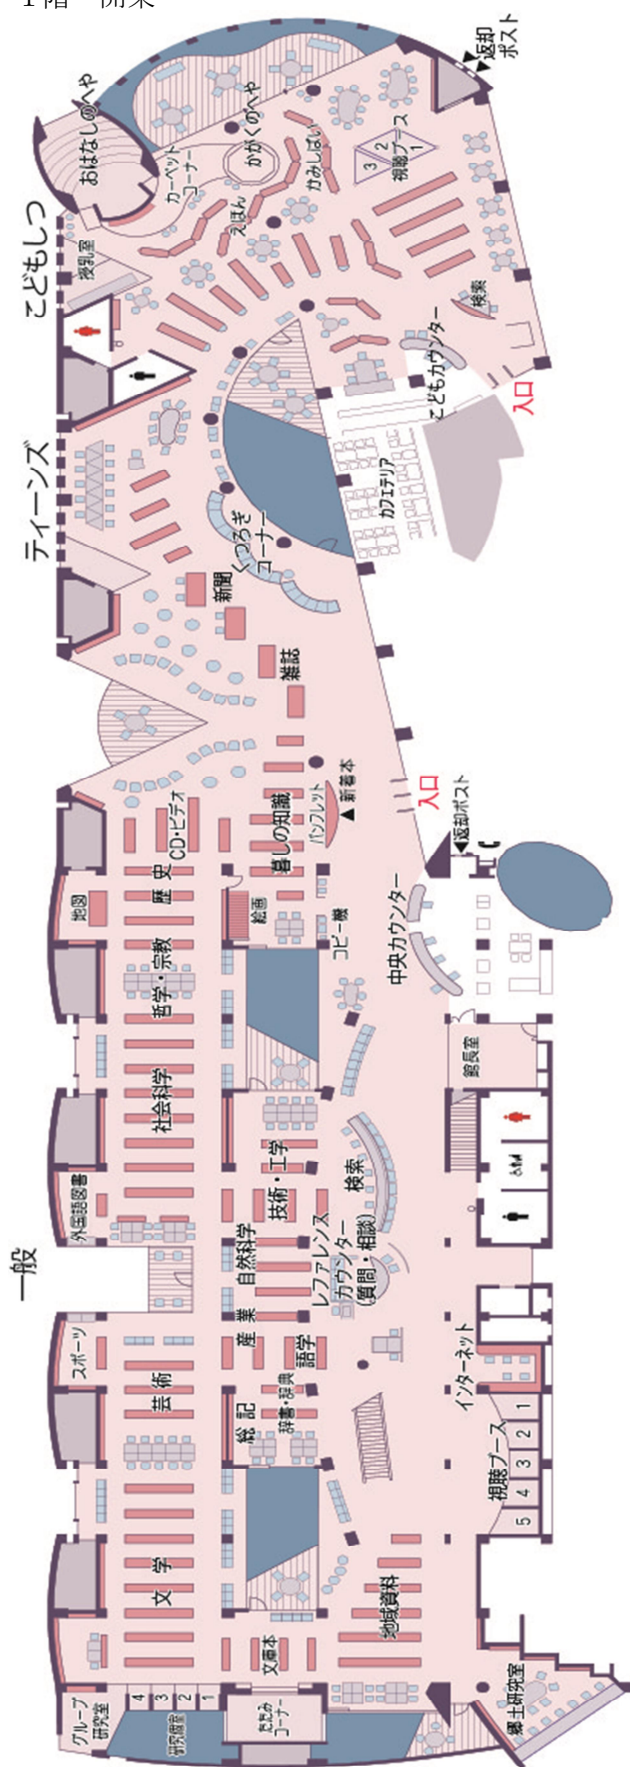 １階　開架
返却
ポスト
おはなしのへや
かがくのへや
カーペット
コーナー
かみしばい
視聴ブース
1
2
3
えほん
こどもしつ
授乳室
検索
こどもカウンター
入口
ティーンズ
カフェテリア
くつろぎ
コーナー
新聞
雑誌
入口
新着本
パンフレット
暮しの知識
CD・ビデオ
返却ポスト
歴史
地図
絵画
コピー機
中央カウンター
哲学・宗教
館長室
社会科学
技術・工学
検索
外国語図書
一般
自然科学
レファレンス
カウンター
(質問・相談)
産業
語学
スポーツ
芸術
総記
辞書・辞典
インターネット
視聴ブース
1
2
3
4
5
文学
地域資料
文庫本
グループ
研究室
4
3
2
1
研究個室
たたみ
コーナー
郷土研究室